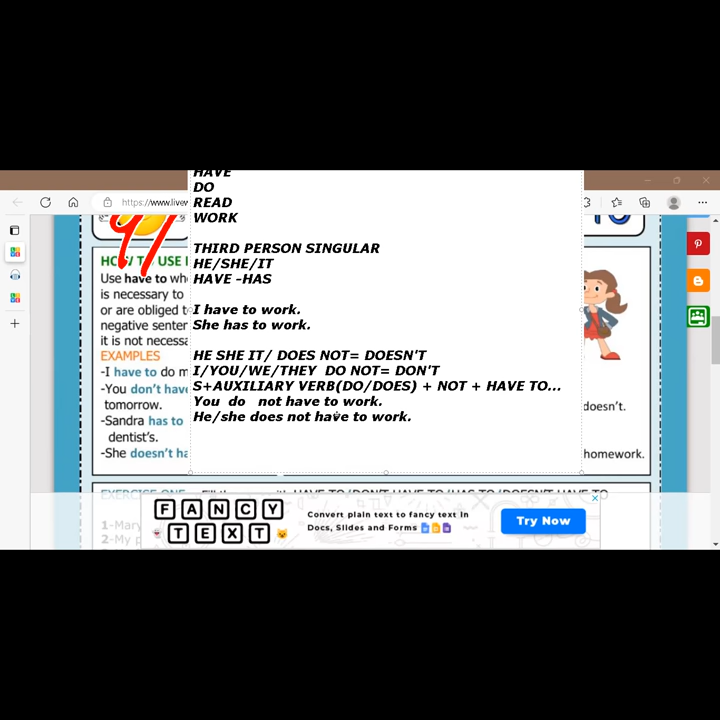 HAVE
DO
READ
WORK
THIRD PERSON SINGULAR
HE/SHE/IT
HAVE -HAS
I have to work.
She has to work.
HE SHE IT/ DOES NOT= DOESN'T
I/YOU/WE/THEY DO NOT= DON'T
S+AUXILIARY VERB(DO/DOES) + NOT + HAVE TO...
You do not have to work.
He/she does not have to work.
https://www.livew
Use have to wh
is necessary to
or are obliged t
negative senter
it is not necessa
EXAMPLES
-I have to do m
-You don't have
tomorrow.
-Sandra has to
dentist's.
-She doesn't ha
doesn't.
homework.
1-Mary
2-My p
FANCY
TEXT
Convert plain text to fancy text in
Docs, Slides and Forms
Try Now